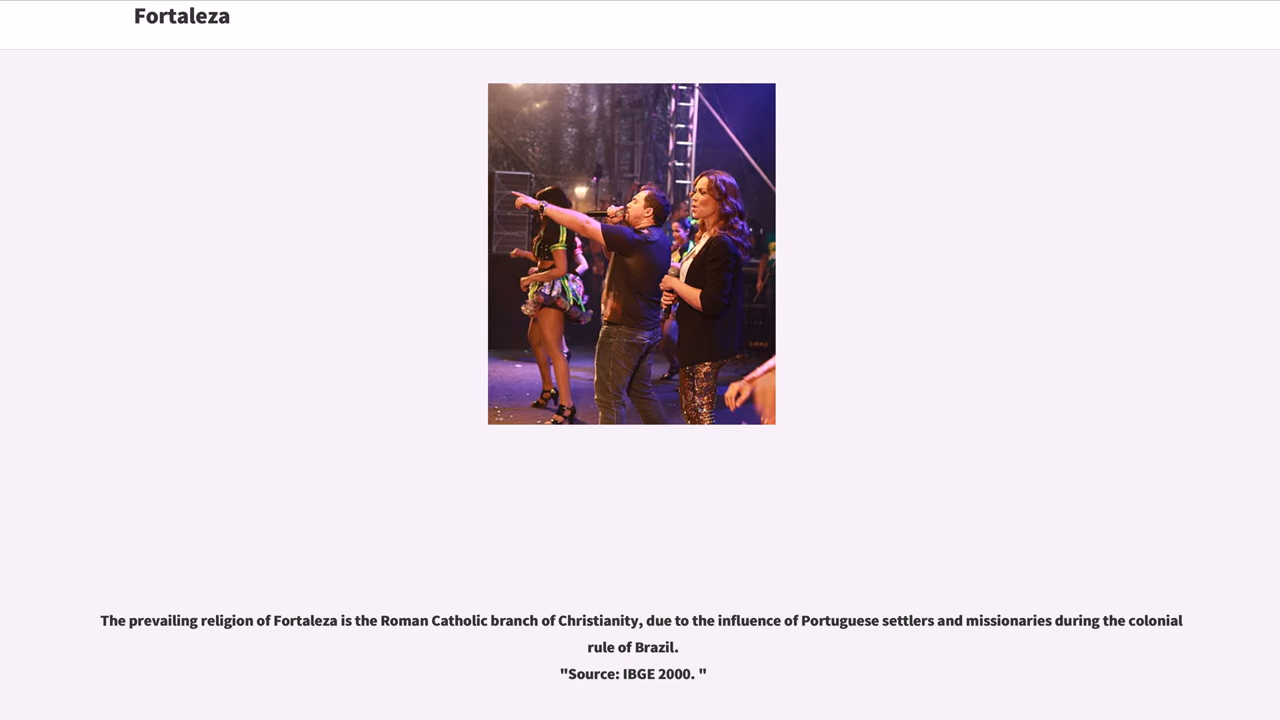 Fortaleza
The prevailing religion of Fortaleza is the Roman Catholic branch of Christianity, due to the influence of Portuguese settlers and missionaries during the colonial
rule of Brazil.
"Source: IBGE 2000. "